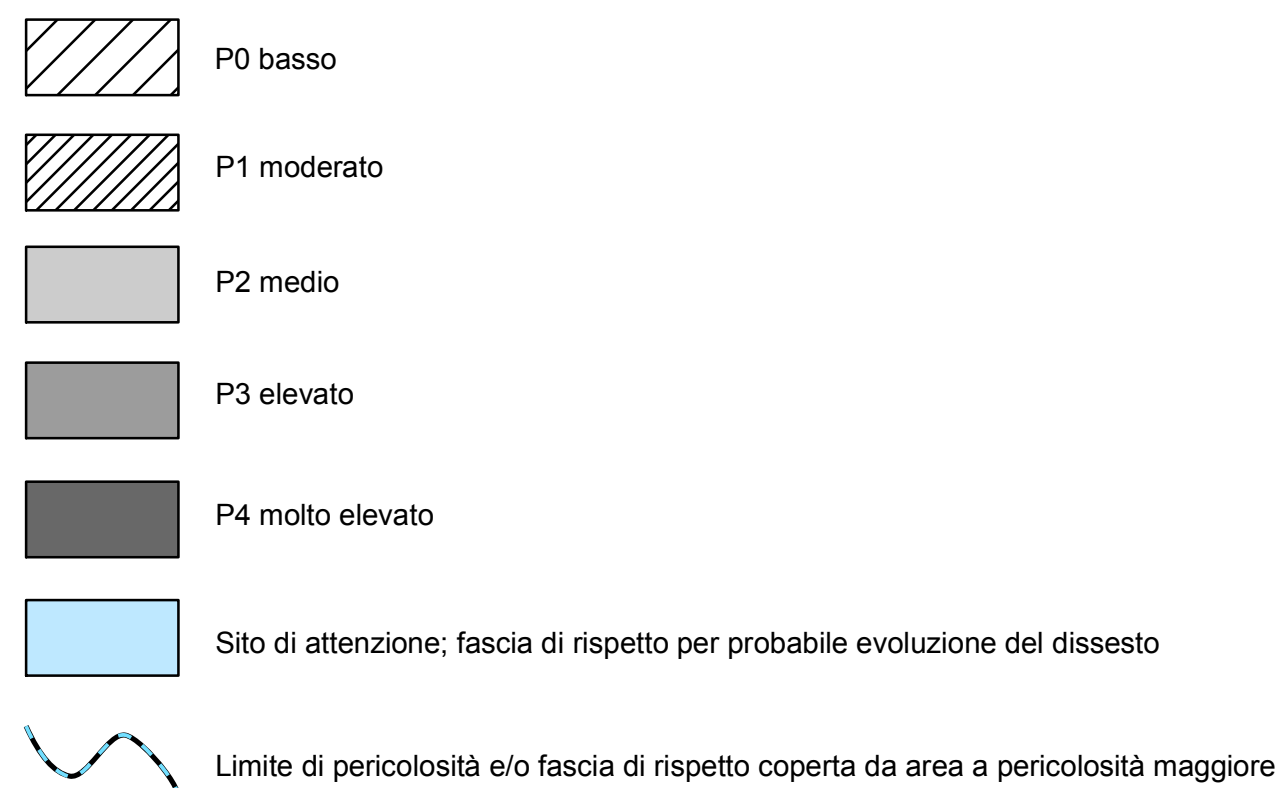 P0 basso
P1 moderato
P2 medio
P3 elevato
P4 molto elevato
Sito di attenzione; fascia di rispetto per probabile evoluzione del dissesto
Limite di pericolosità e/o fascia di rispetto coperta da area a pericolosità maggiore